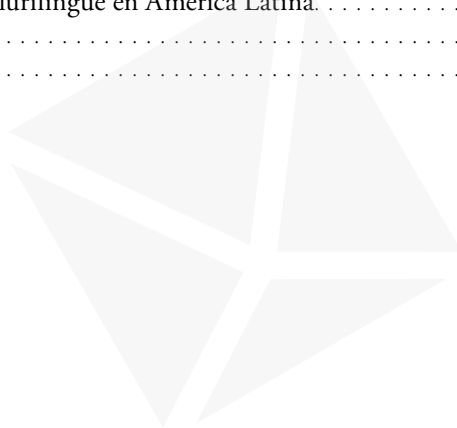 lurilingüe en América Latina. . . . . . . . . .
. . . . . . . . . . . . . . . . . . . . . . . . . . . . . . . . .
. . . . . . . . . . . . . . . . . . . . . . . . . . . . . . . . .